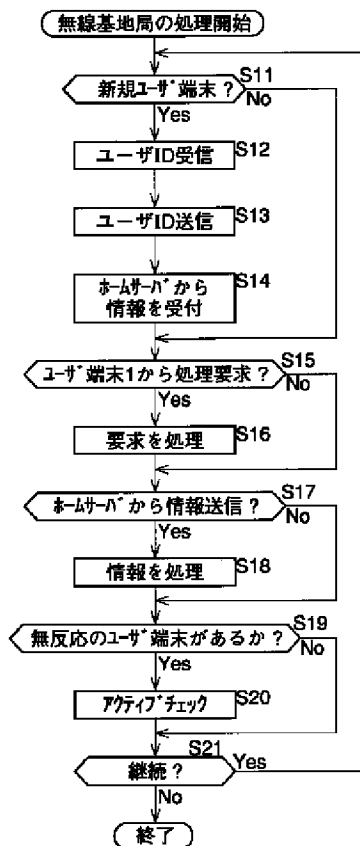 無線基地局の処理開始
S11
新規ユーザ端末？
No
Yes
ユーザID受信
S12
ユーザID送信
S13
ホームサーバから
情報を受付
S14
S15
ユーザ端末1から処理要求？
No
Yes
要求を処理
S16
S17
ホームサーバから情報送信？
No
Yes
情報を処理
S18
S19
無反応のユーザ端末があるか？
No
Yes
アクティブチェック
S20
S21
継続？
Yes
No
終了